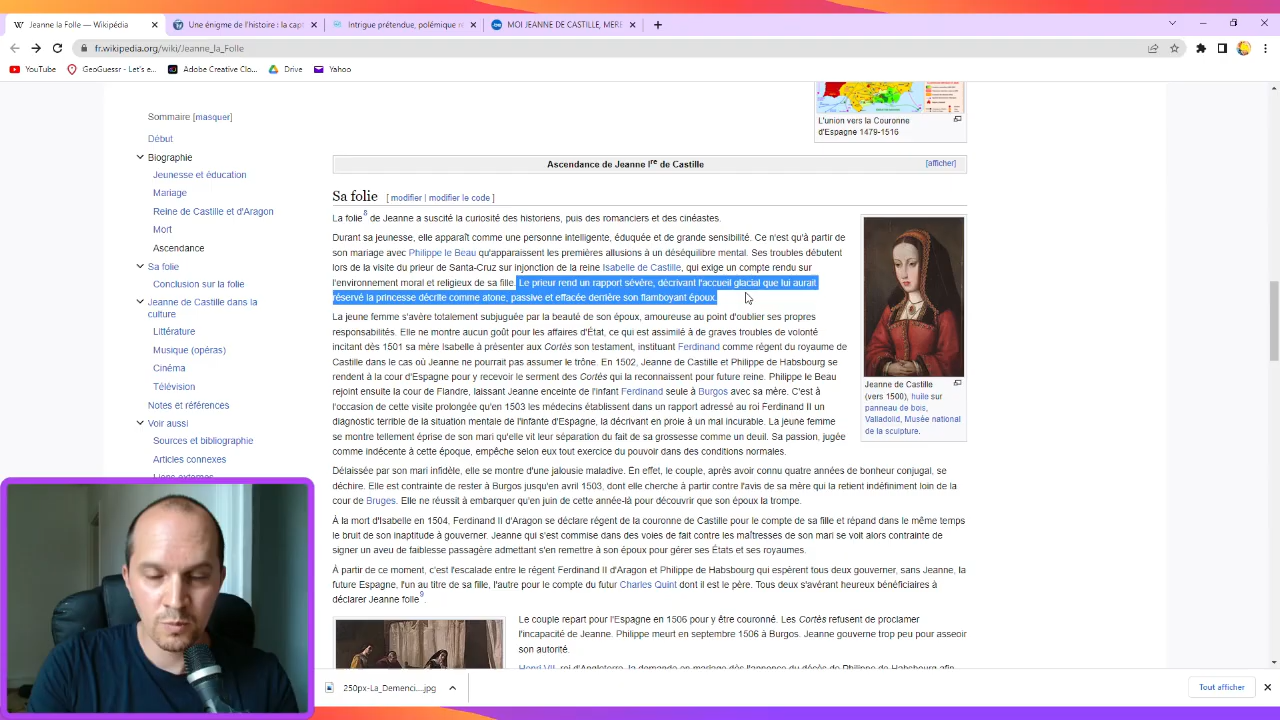 Jeanne la Folle — Wikipédia
Une énigme de l'histoire : la cap
Intrigue prétendue, polémique r
MOI JEANNE DE CASTILLE, MERE
fr.wikipedia.org/wiki/Jeanne_la_Folle
YouTube
GeoGuessr - Let's e...
Adobe Creative Clo...
Drive
Yahoo
Sommaire [masquer]
Début
Biographie
Jeunesse et éducation
Mariage
Reine de Castille et d'Aragon
Mort
Ascendance
Sa folie
Conclusion sur la folie
Jeanne de Castille dans la
culture
Littérature
Musique (opéras)
Cinéma
Télévision
Notes et références
Voir aussi
Sources et bibliographie
Articles connexes
Liens externes
L'union vers la Couronne
d'Espagne 1479-1516
Ascendance de Jeanne Ire de Castille
[afficher]
Sa folie [ modifier | modifier le code ]
La folie8 de Jeanne a suscité la curiosité des historiens, puis des romanciers et des cinéastes.
Durant sa jeunesse, elle apparaît comme une personne intelligente, éduquée et de grande sensibilité. Ce n'est qu'à partir de
son mariage avec Philippe le Beau qu'apparaissent les premières allusions à un déséquilibre mental. Ses troubles débutent
lors de la visite du prieur de Santa-Cruz sur injonction de la reine Isabelle de Castille, qui exige un compte rendu sur
l'environnement moral et religieux de sa fille. Le prieur rend un rapport sévère, décrivant l'accueil glacial que lui aurait
réservé la princesse décrite comme atone, passive et effacée derrière son flamboyant époux.
La jeune femme s'avère totalement subjuguée par la beauté de son époux, amoureuse au point d'oublier ses propres
responsabilités. Elle ne montre aucun goût pour les affaires d'État, ce qui est assimilé à de graves troubles de volonté
incitant dès 1501 sa mère Isabelle à présenter aux Cortès son testament, instituant Ferdinand comme régent du royaume de
Castille dans le cas où Jeanne ne pourrait pas assumer le trône. En 1502, Jeanne de Castille et Philippe de Habsbourg se
rendent à la cour d'Espagne pour y recevoir le serment des Cortés qui la reconnaissent pour future reine. Philippe le Beau
rejoint ensuite la cour de Flandre, laissant Jeanne enceinte de l'infant Ferdinand seule à Burgos avec sa mère. C'est à
l'occasion de cette visite prolongée qu'en 1503 les médecins établissent dans un rapport adressé au roi Ferdinand II un
diagnostic terrible de la situation mentale de l'infante d'Espagne, la décrivant en proie à un mal incurable. La jeune femme
se montre tellement éprise de son mari qu'elle vit leur séparation du fait de sa grossesse comme un deuil. Sa passion, jugée
comme indécente à cette époque, empêche selon eux tout exercice du pouvoir dans des conditions normales.
Jeanne de Castille
(vers 1500), huile sur
panneau de bois,
Valladolid, Musée national
de la sculpture.
Délaissée par son mari infidèle, elle se montre d'une jalousie maladive. En effet, le couple, après avoir connu quatre années de bonheur conjugal, se
déchire. Elle est contrainte de rester à Burgos jusqu'en avril 1503, dont elle cherche à partir contre l'avis de sa mère qui la retient indéfiniment loin de la
cour de Bruges. Elle ne réussit à embarquer qu'en juin de cette année-là pour découvrir que son époux la trompe.
À la mort d'Isabelle en 1504, Ferdinand II d'Aragon se déclare régent de la couronne de Castille pour le compte de sa fille et répand dans le même temps
le bruit de son inaptitude à gouverner. Jeanne qui s'est commise dans des voies de fait contre les maîtresses de son mari se voit alors contrainte de
signer un aveu de faiblesse passagère admettant s'en remettre à son époux pour gérer ses États et ses royaumes.
À partir de ce moment, c'est l'escalade entre le régent Ferdinand II d'Aragon et Philippe de Habsbourg qui espèrent tous deux gouverner, sans Jeanne, la
future Espagne, l'un au titre de sa fille, l'autre pour le compte du futur Charles Quint dont il est le père. Tous deux s'avérant heureux bénéficiaires à
déclarer Jeanne folle9.
Le couple repart pour l'Espagne en 1506 pour y être couronné. Les Cortés refusent de proclamer
l'incapacité de Jeanne. Philippe meurt en septembre 1506 à Burgos. Jeanne gouverne trop peu pour asseoir
son autorité.
Henri VII, roi d'Angleterre, la demande en mariage dès l'annonce du décès de Philippe de Habsbourg afin
250px-La_Demenci....jpg
Tout afficher